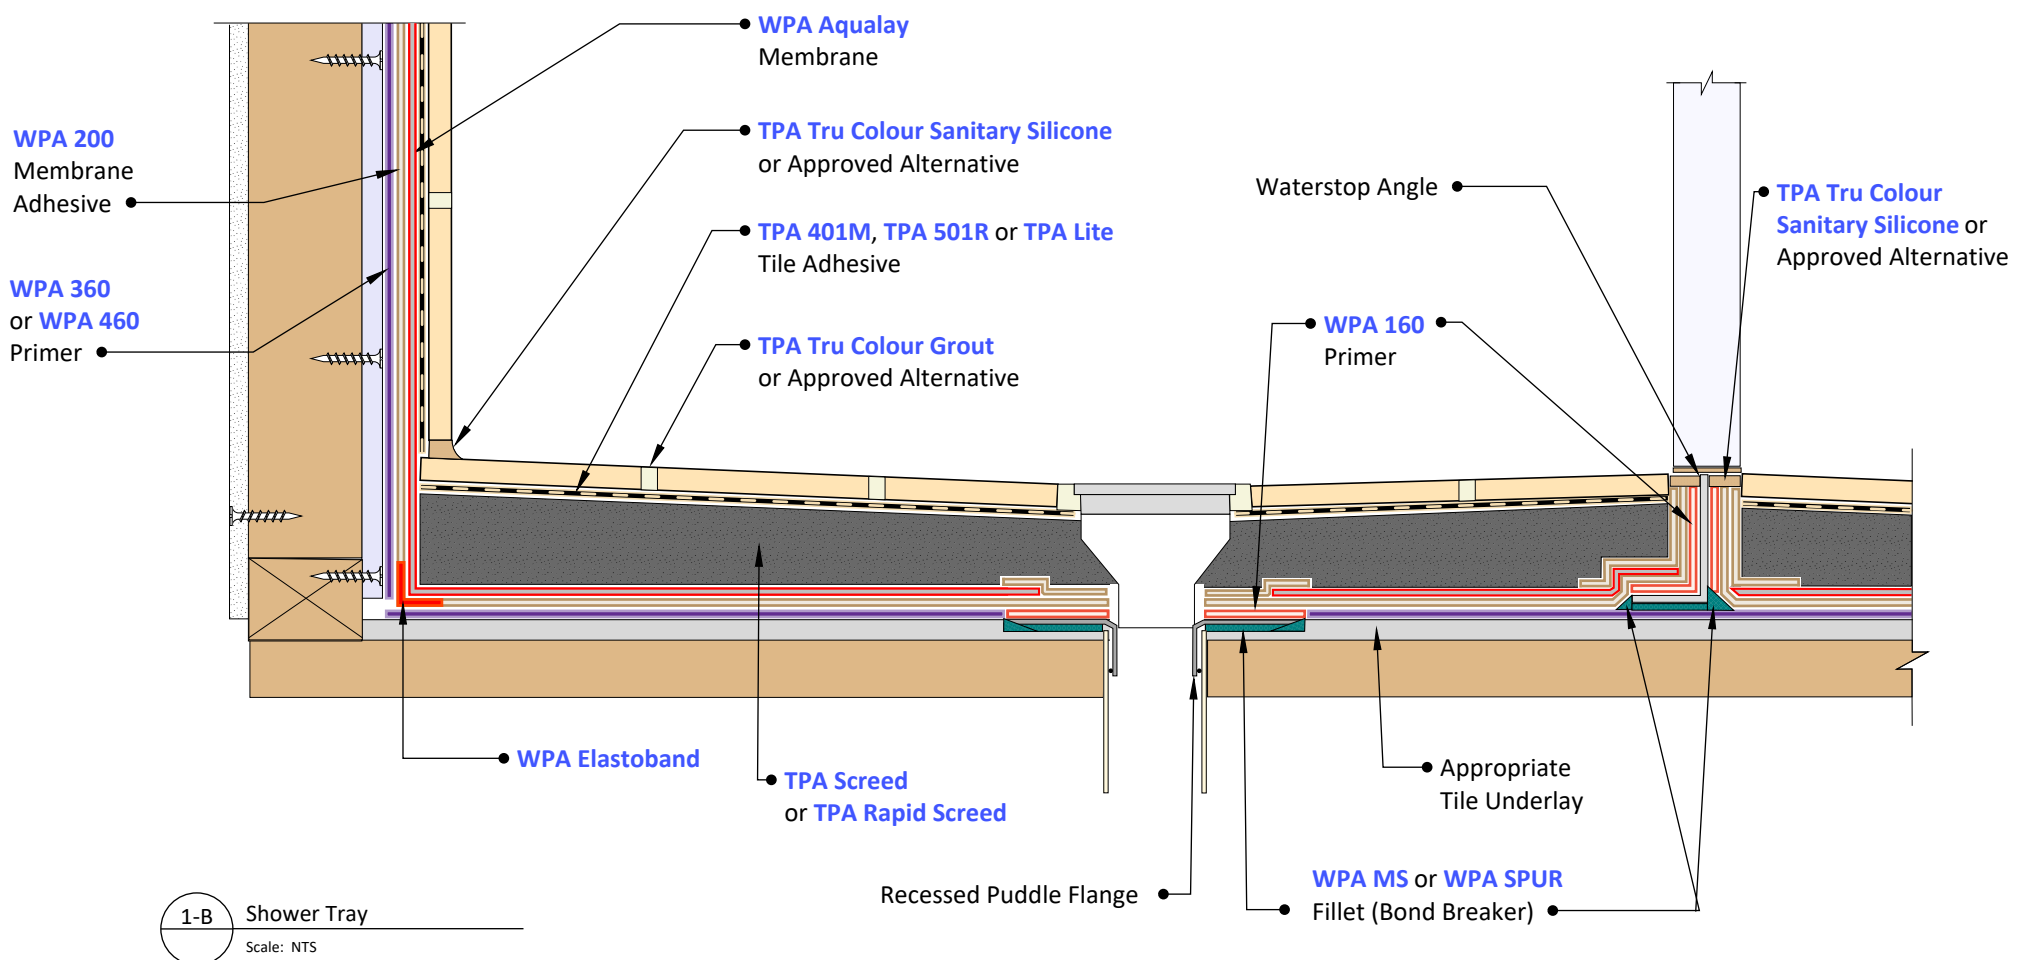 WPA Aqualay
Membrane
TPA Tru Colour Sanitary Silicone
or Approved Alternative
WPA 200
Membrane
Adhesive
TPA 401M, TPA 501R or TPA Lite
Tile Adhesive
WPA 360
or WPA 460
Primer
TPA Tru Colour Grout
or Approved Alternative
Waterstop Angle
TPA Tru Colour
Sanitary Silicone or
Approved Alternative
WPA 160
Primer
WPA Elastoband
TPA Screed
or TPA Rapid Screed
Appropriate
Tile Underlay
Recessed Puddle Flange
WPA MS or WPA SPUR
Fillet (Bond Breaker)
1-B
Shower Tray
Scale: NTS